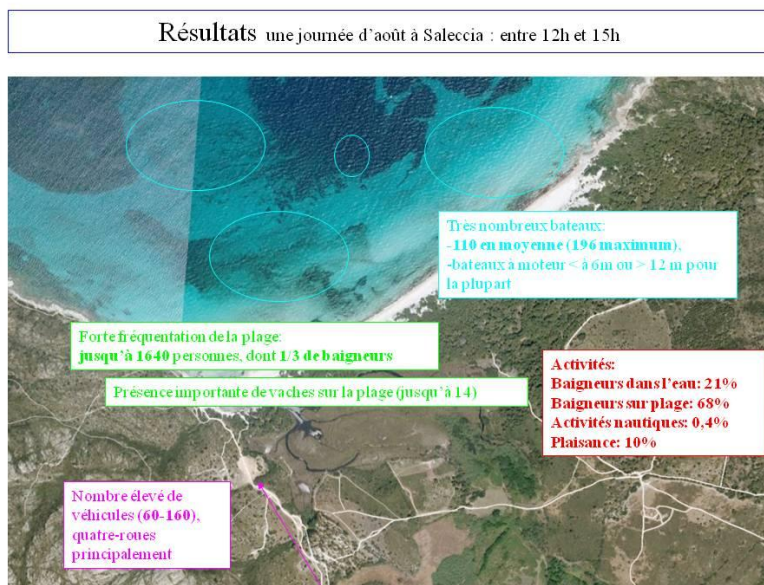 Résultats une journée d'août à Saleccia : entre 12h et 15h
Très nombreux bateaux:
-110 en moyenne (196 maximum),
-bateaux à moteur < à 6m ou > 12 m pour
la plupart
Forte fréquentation de la plage:
jusqu'à 1640 personnes, dont 1/3 de baigneurs
Présence importante de vaches sur la plage (jusqu'à 14)
Activités:
Baigneurs dans l'eau: 21%
Baigneurs sur plage: 68%
Activités nautiques: 0,4%
Plaisance: 10%
Nombre élevé de
véhicules (60-160),
quatre-roues
principalement